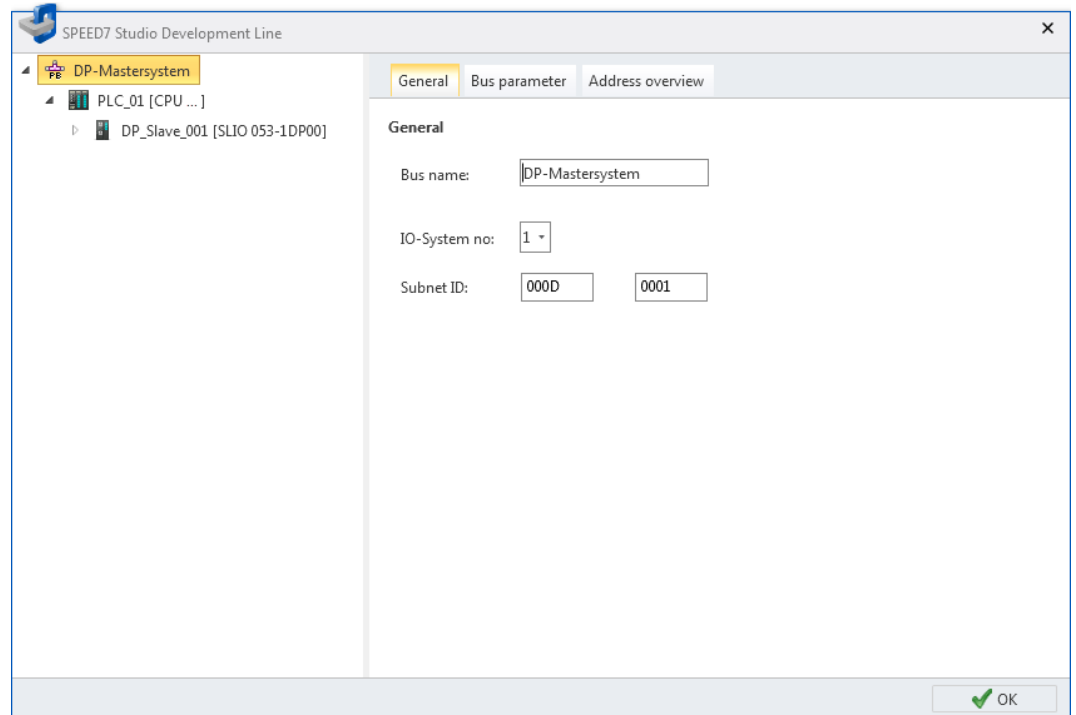 SPEED7 Studio Development Line
DP-Mastersystem
PB
PLC_01 [CPU ... ]
DP_Slave_001 [SLIO 053-1DP00]
General Bus parameter Address overview
General
Bus name: DP-Mastersystem
IO-System no: 1
Subnet ID: 000D 0001
OK